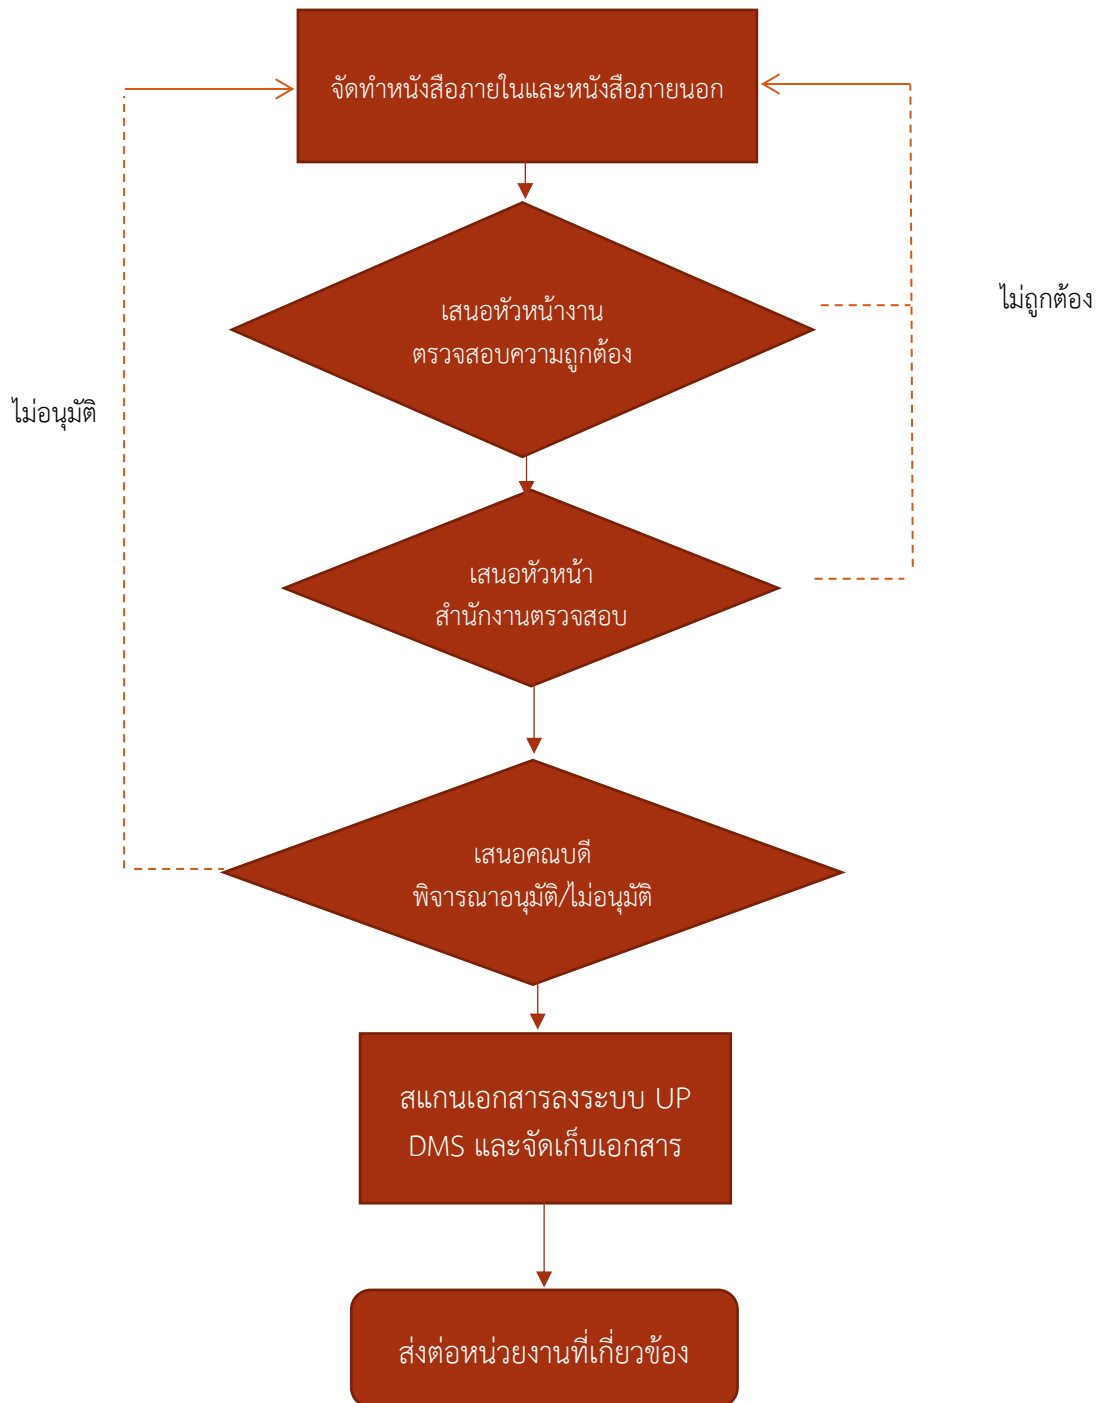 จัดทำหนังสือภายในและหนังสือภายนอก
เสนอหัวหน้างาน
ตรวจสอบความถูกต้อง
ไม่ถูกต้อง
ไม่อนุมัติ
เสนอหัวหน้า
สำนักงานตรวจสอบ
เสนอคณบดี
พิจารณาอนุมัติ/ไม่อนุมัติ
สแกนเอกสารลงระบบ UP
DMS และจัดเก็บเอกสาร
ส่งต่อหน่วยงานที่เกี่ยวข้อง